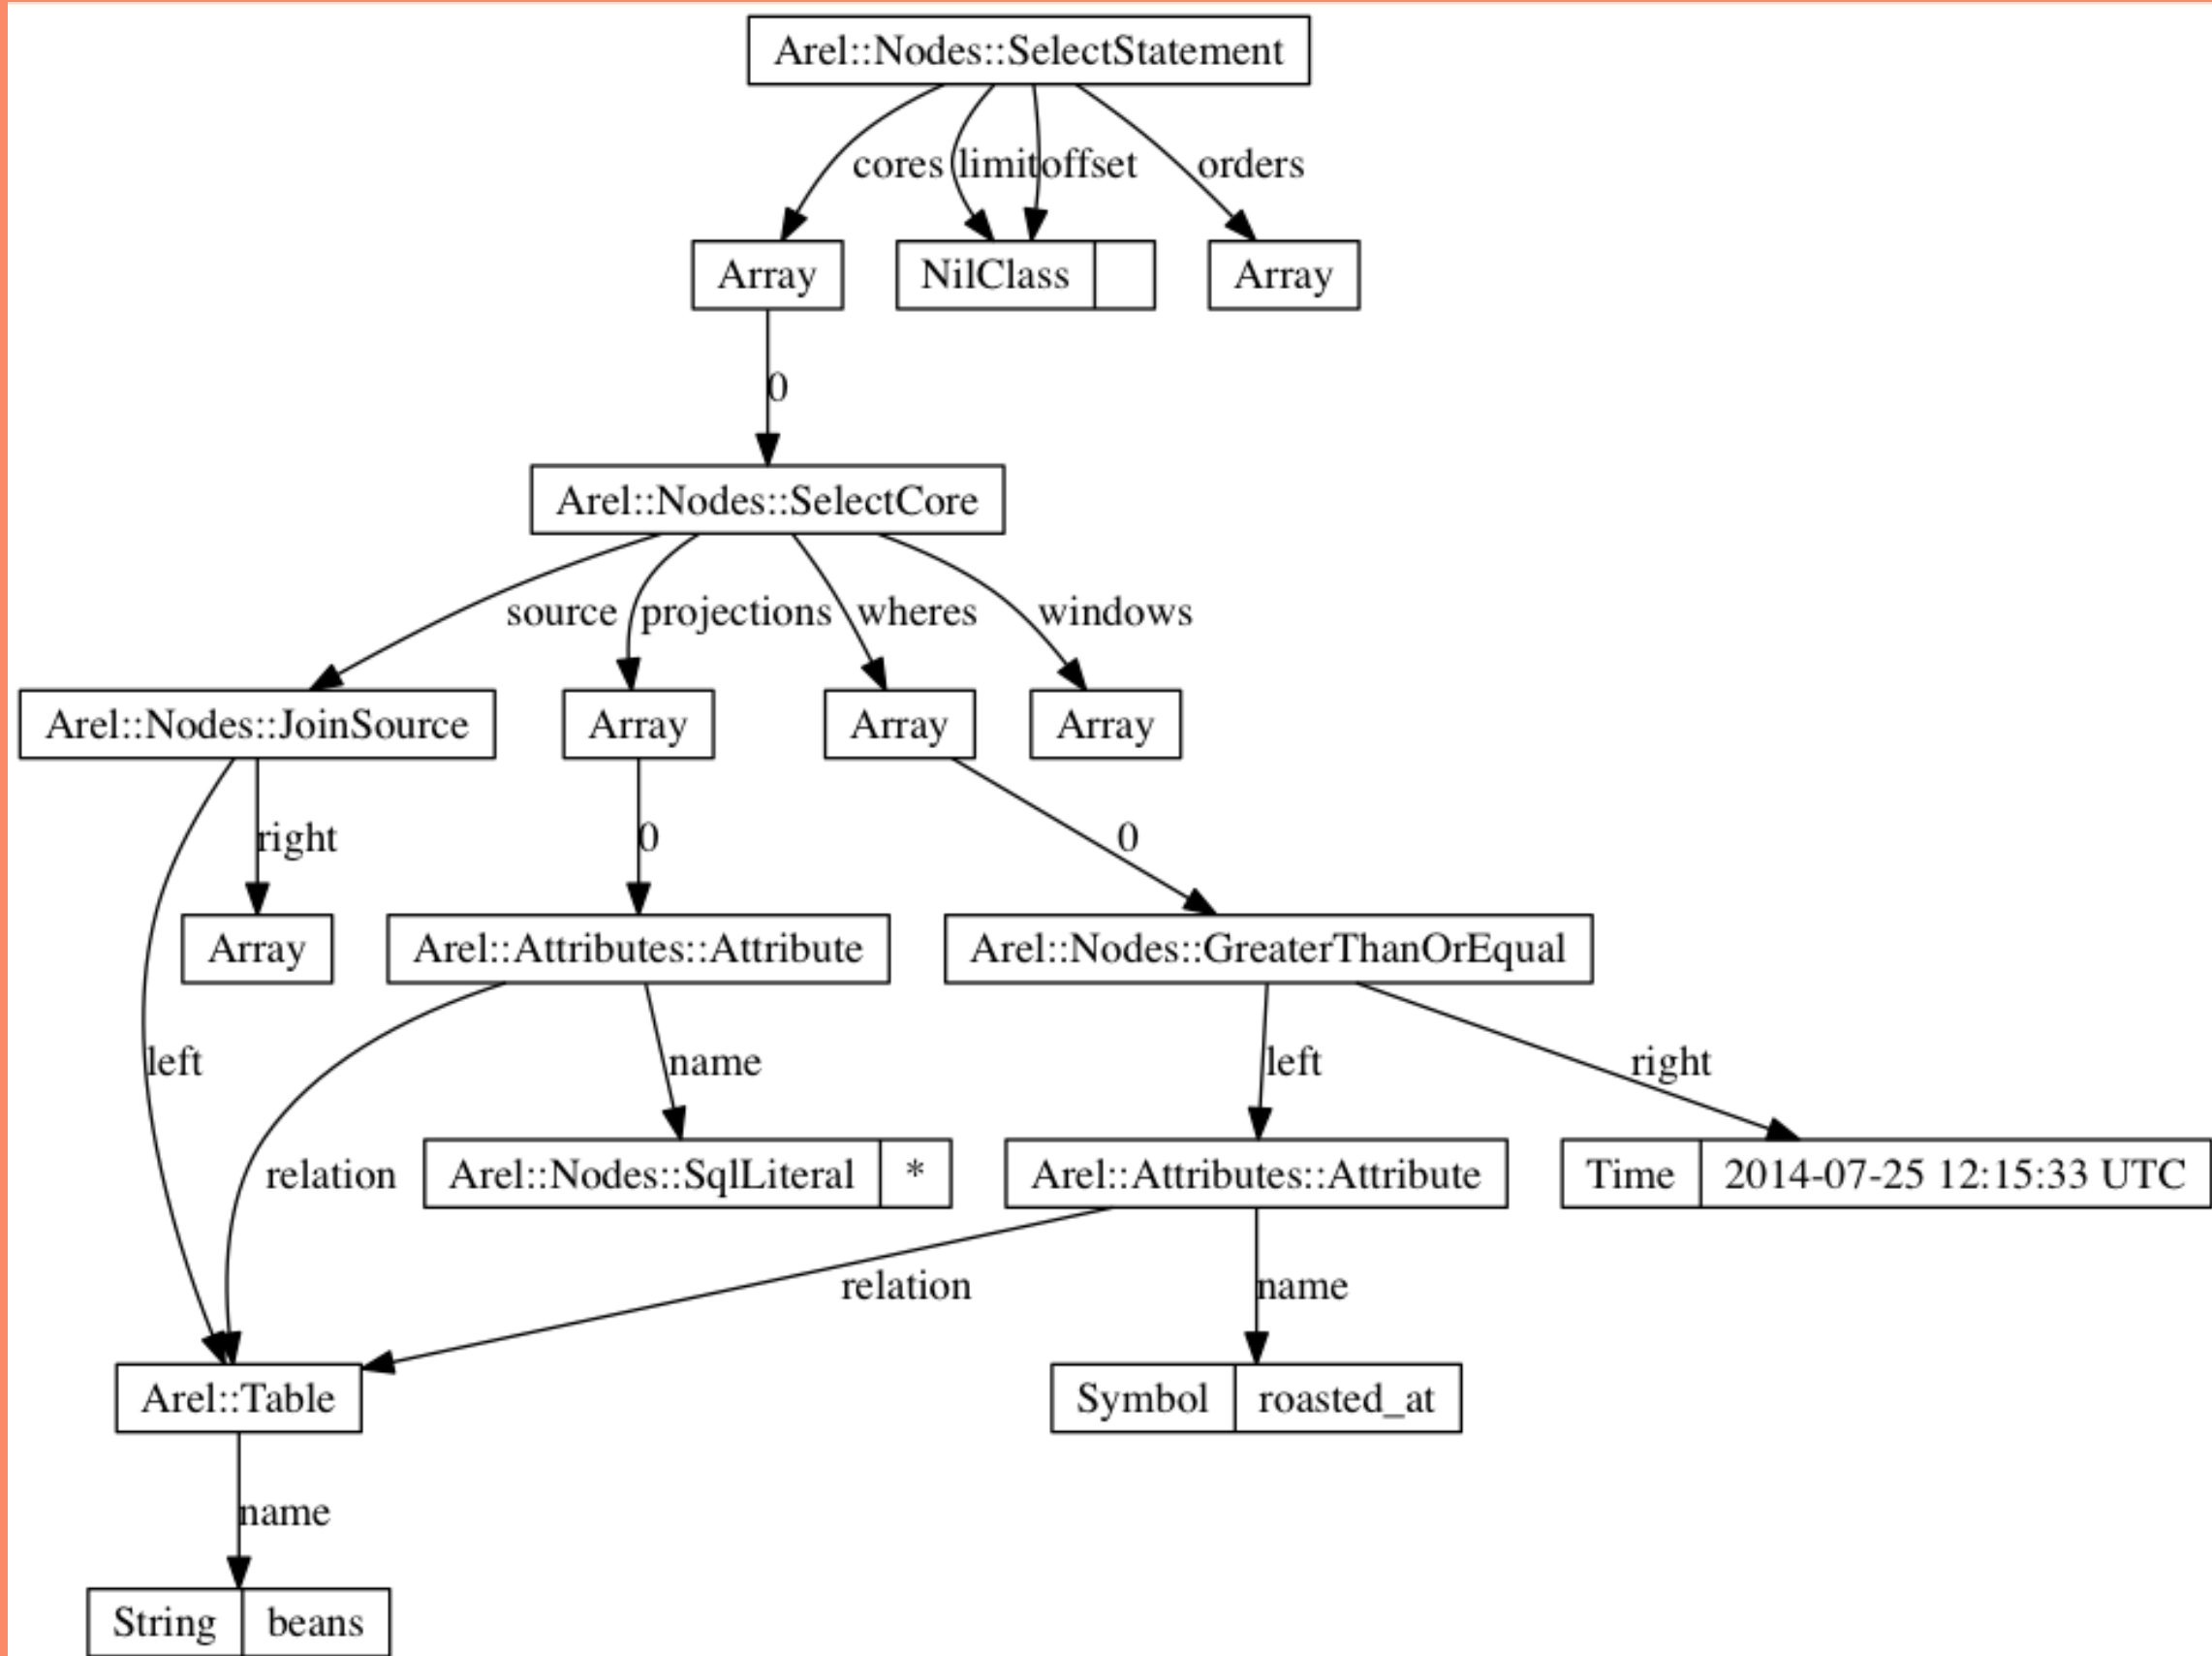 Arel::Nodes::SelectStatement
cores limit offset orders
Array NilClass Array
0
Arel::Nodes::SelectCore
source projections wheres windows
Arel::Nodes::JoinSource Array Array Array
right 0 0
Array Arel::Attributes::Attribute Arel::Nodes::GreaterThanOrEqual
left name left right
relation Arel::Nodes::SqlLiteral * Arel::Attributes::Attribute Time 2014-07-25 12:15:33 UTC
relation name
Arel::Table Symbol roasted_at
name
String beans